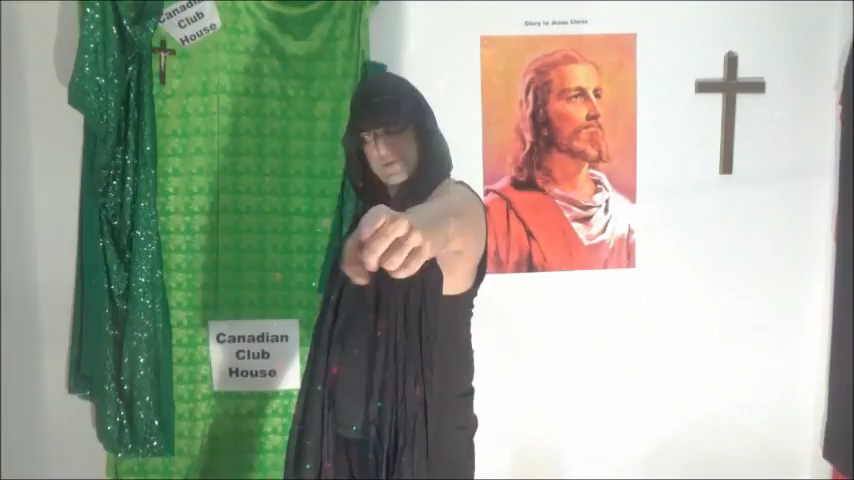 Canadian
Club
House
Glory to Jesus Christ
Canadian
Club
House